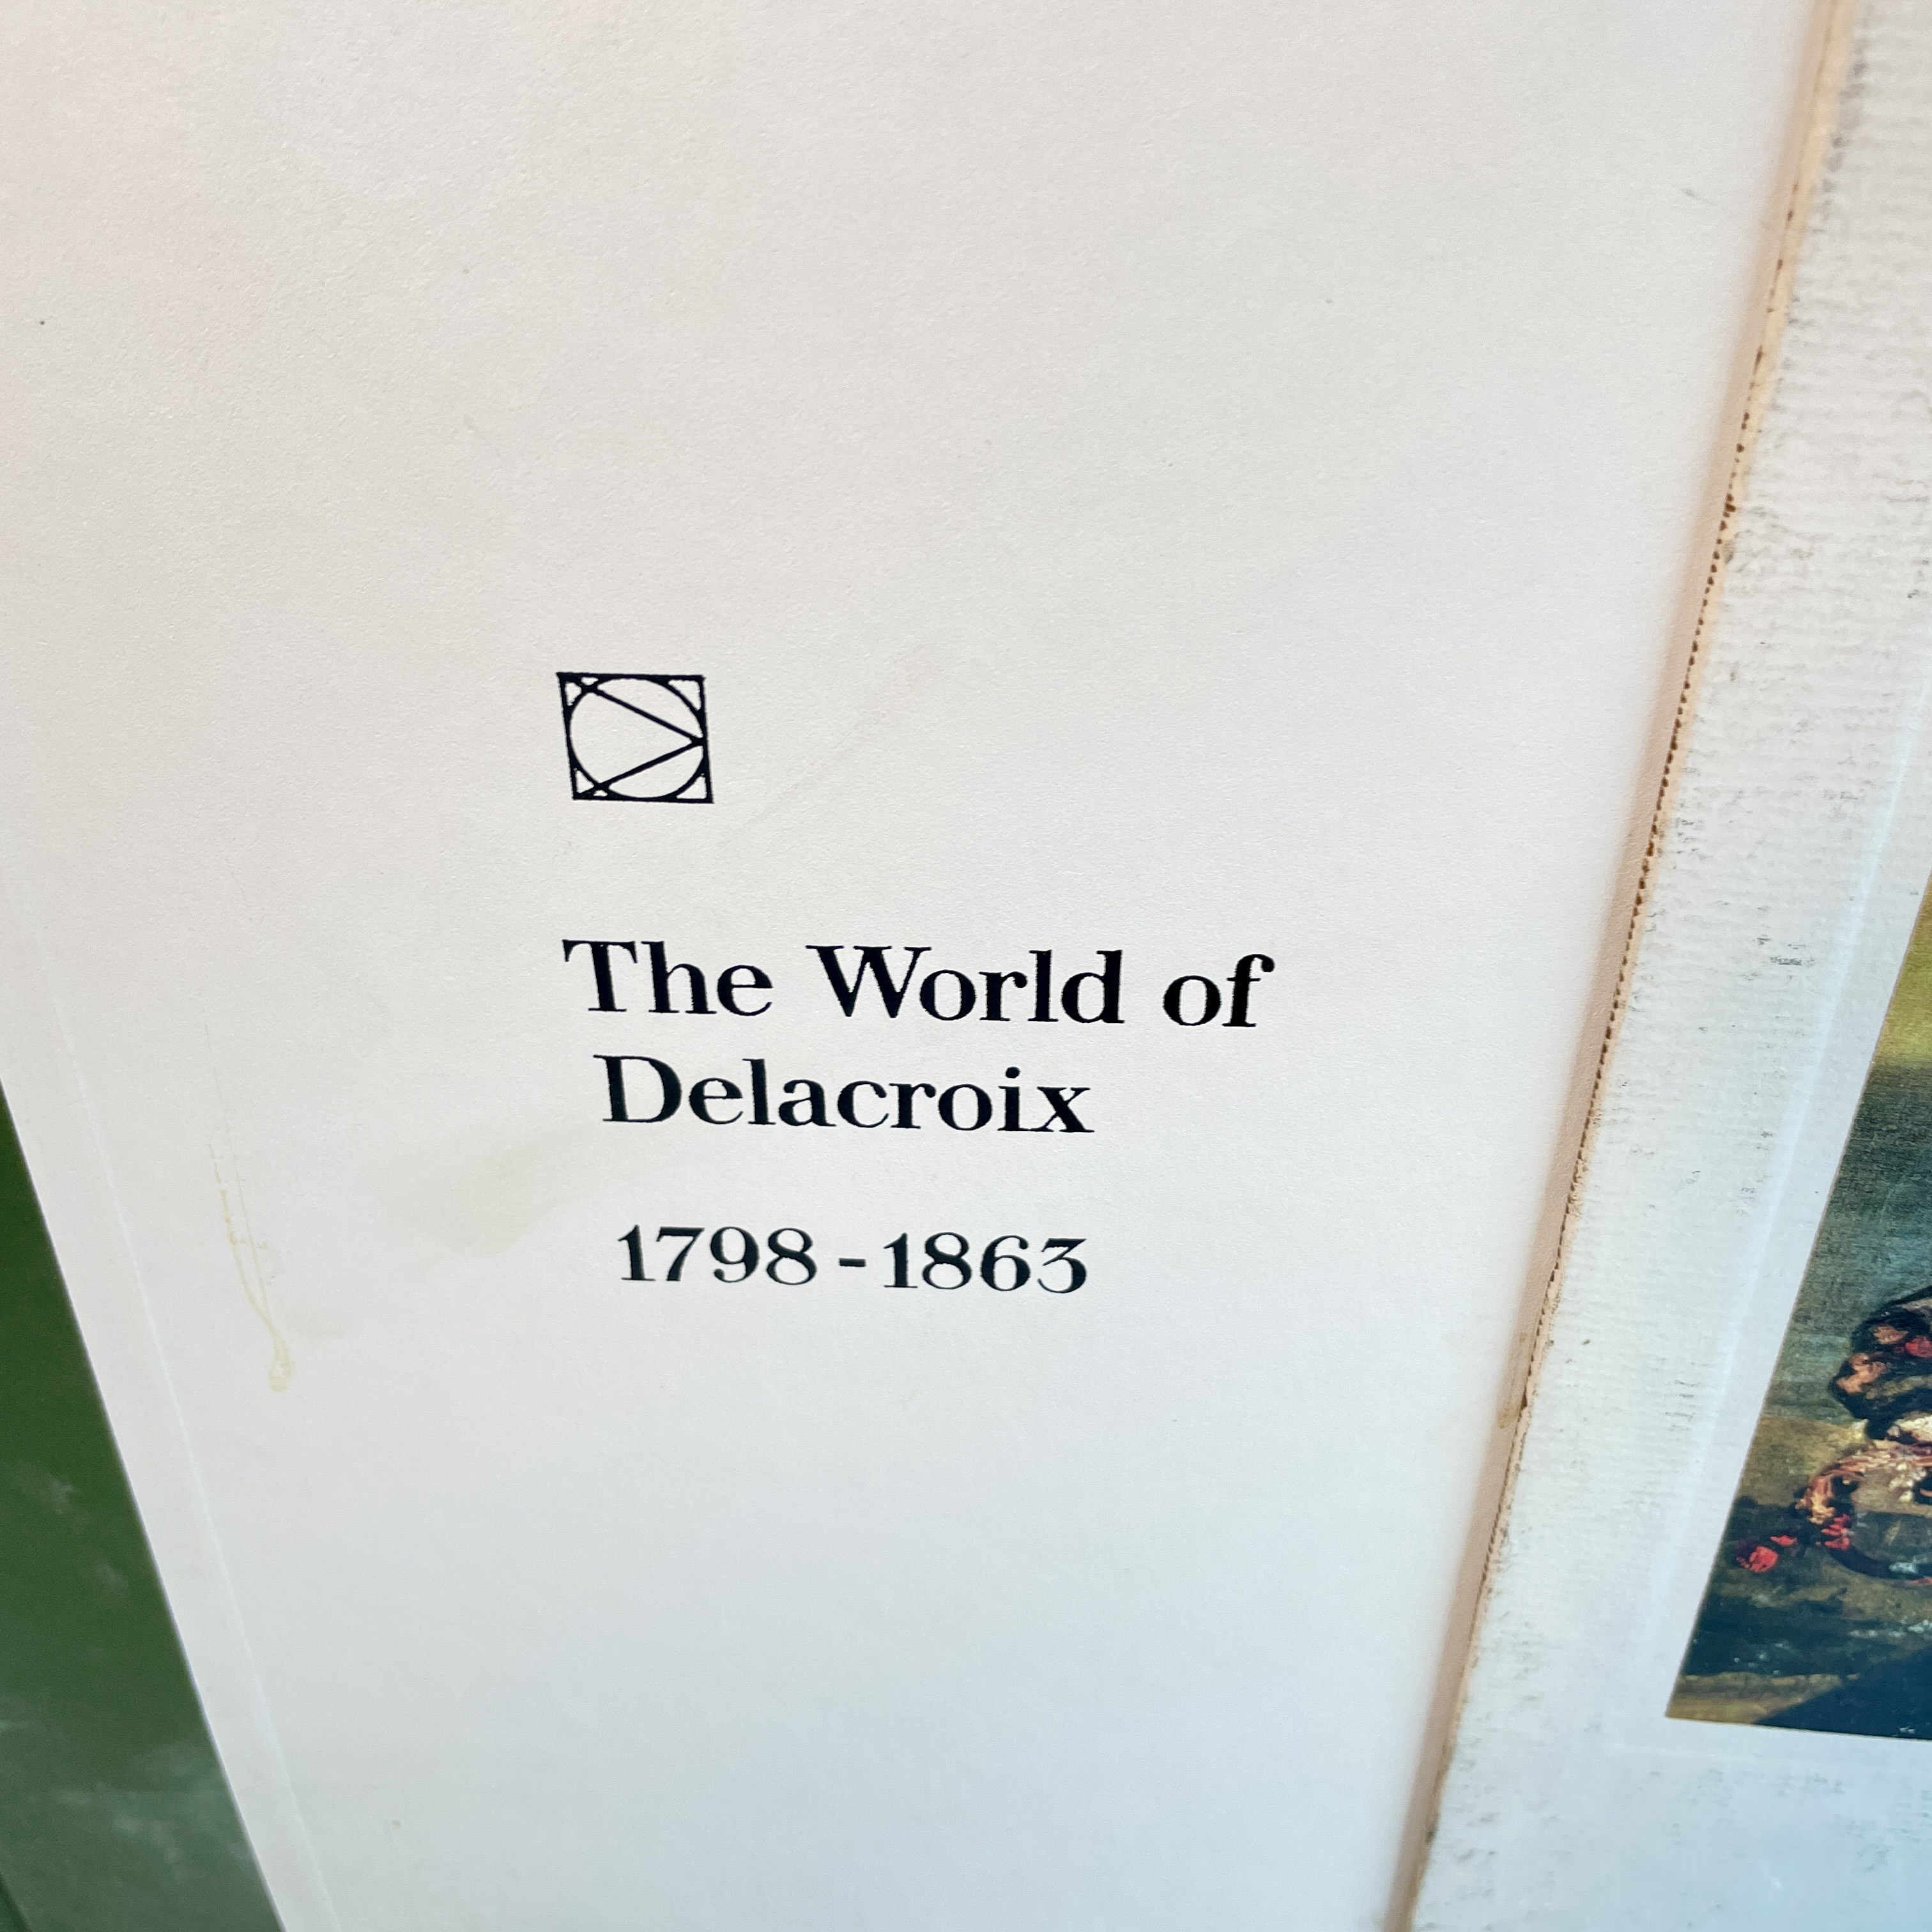 The World of
Delacroix
1798-1863